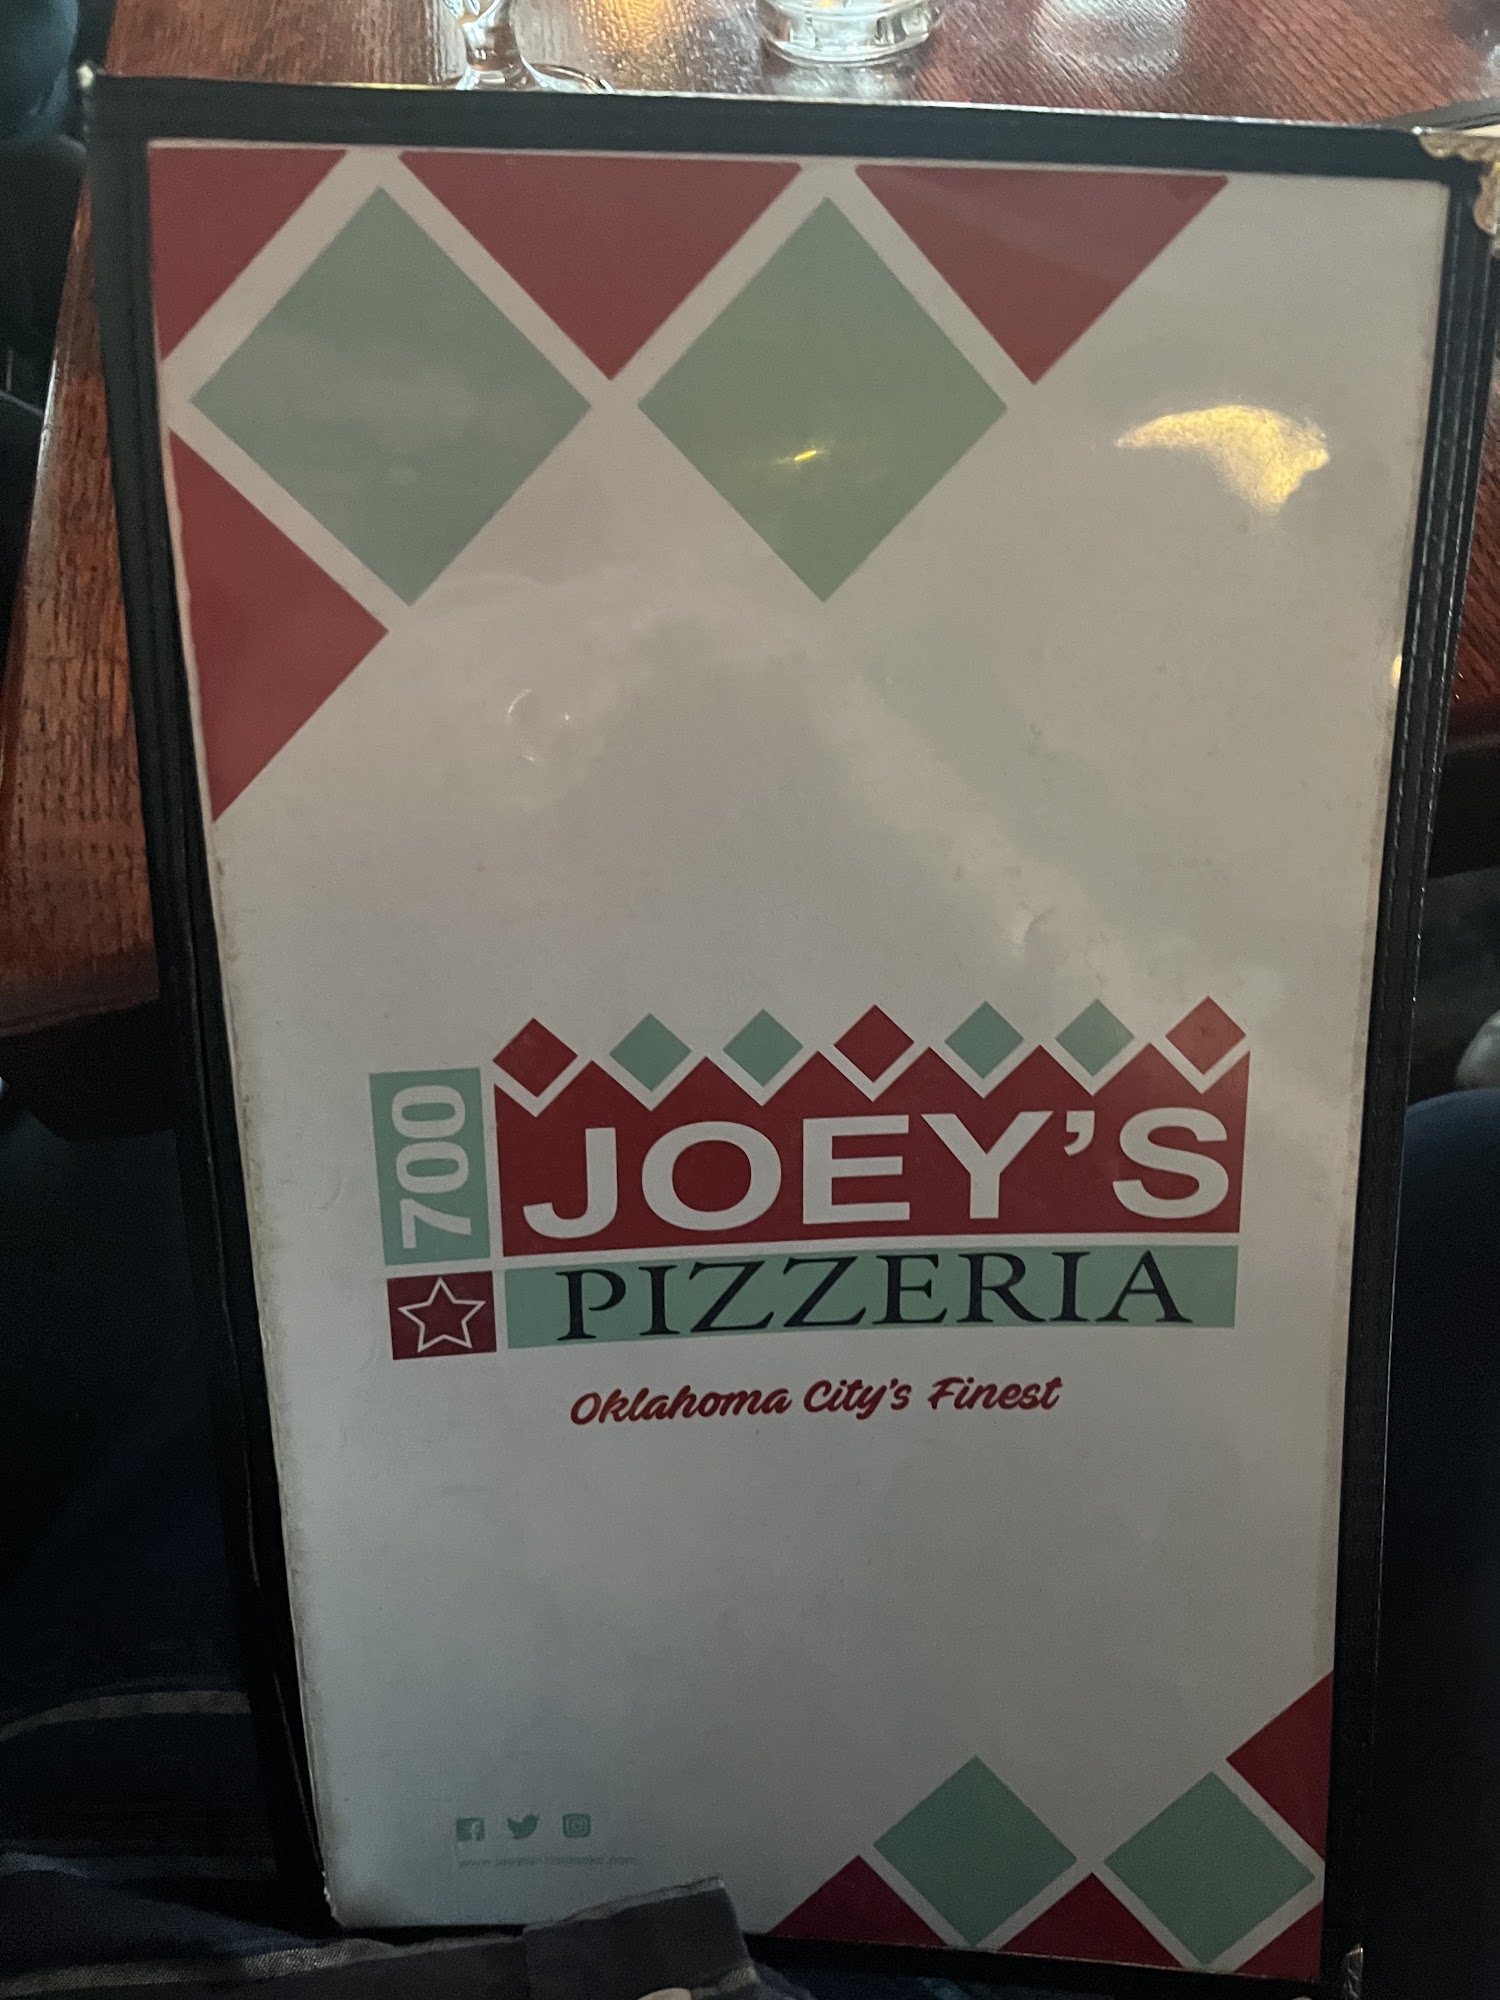 700
JOEY'S
PIZZERIA
Oklahoma City's Finest